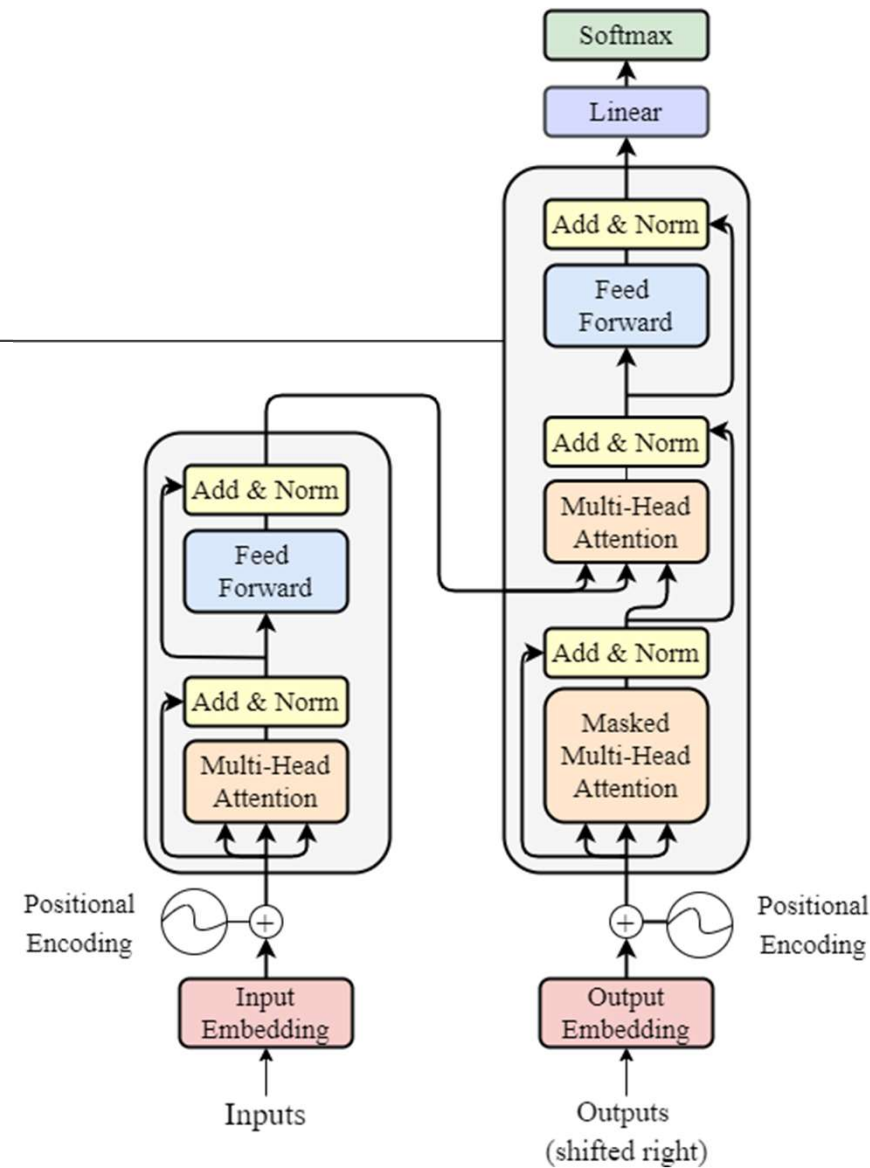 Softmax
Linear
Add & Norm
Feed
Forward
Add & Norm
Multi-Head
Attention
Add & Norm
Masked
Multi-Head
Attention
Add & Norm
Feed
Forward
Add & Norm
Multi-Head
Attention
Positional
Encoding
+
+
Positional
Encoding
Input
Embedding
Output
Embedding
Inputs
Outputs
(shifted right)